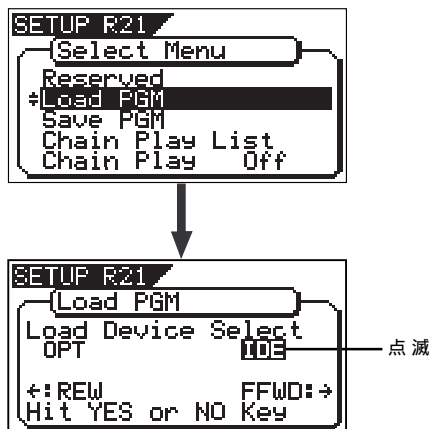 SETUP R21
Select Menu
Reserved
Load PGM
Save PGM
Chain Play List
Chain Play Off
SETUP R21
Load PGM
Load Device Select
OPT IDE
点滅
←:REW FFWD:→
Hit YES or NO Key